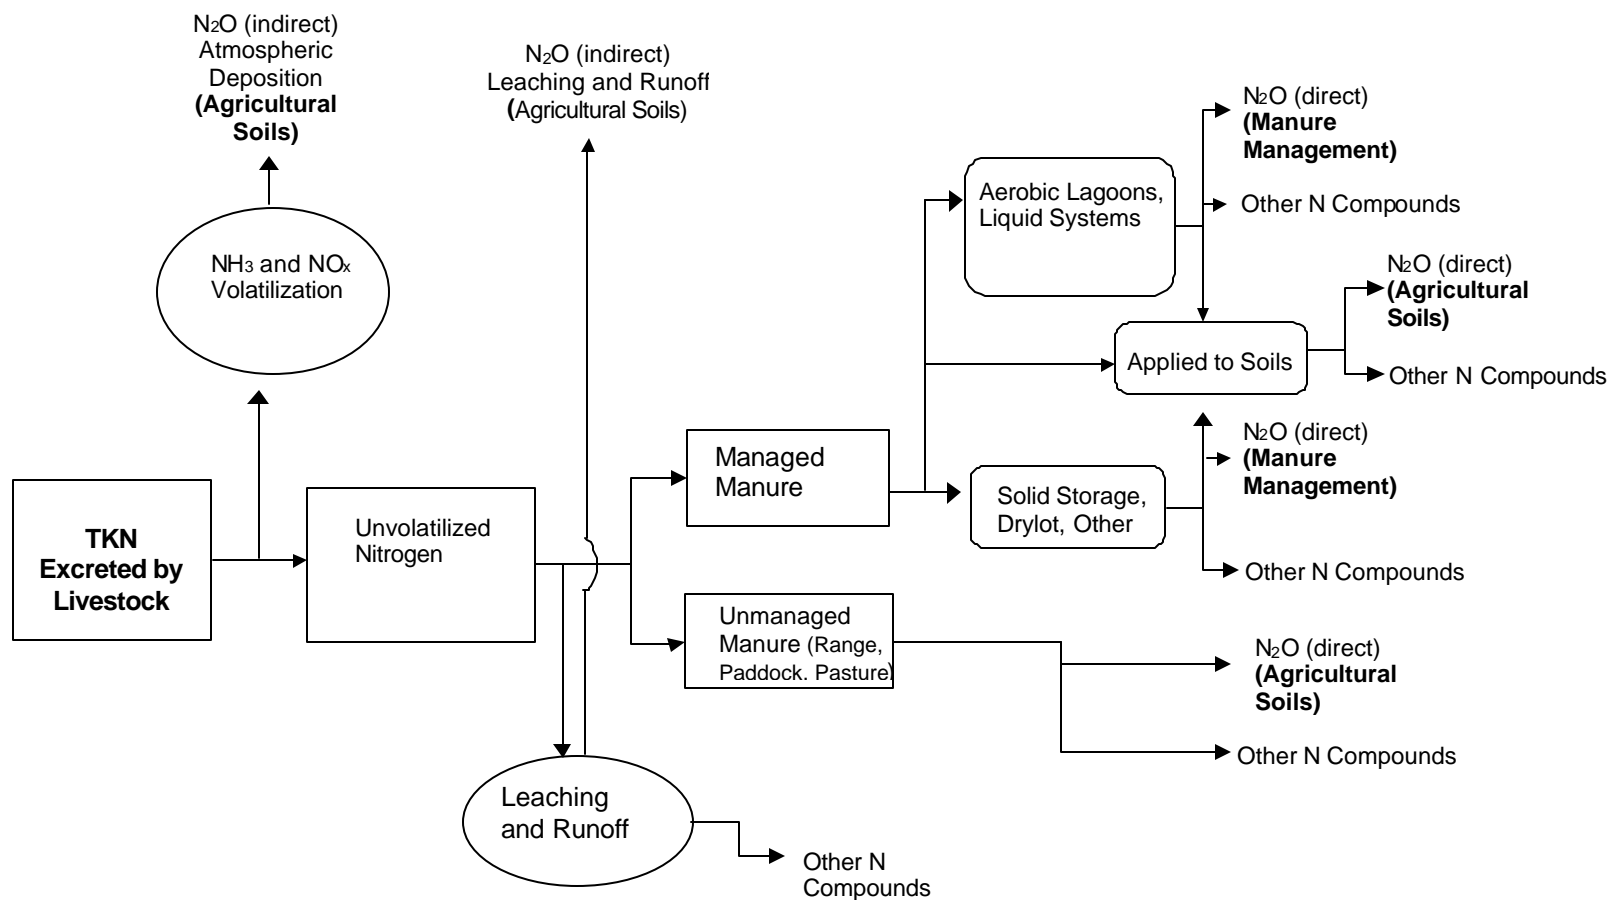 N2O (indirect)
Atmospheric
Deposition
(Agricultural
Soils)
N2O (indirect)
Leaching and Runoff
(Agricultural Soils)
N2O (direct)
(Manure
Management)
Other N Compounds
Aerobic Lagoons,
Liquid Systems
NH3 and NOx
Volatilization
N2O (direct)
(Agricultural
Soils)
Applied to Soils
Other N Compounds
N2O (direct)
(Manure
Management)
Managed
Manure
Solid Storage,
Drylot, Other
Other N Compounds
TKN
Excreted by
Livestock
Unvolatilized
Nitrogen
Unmanaged
Manure (Range,
Paddock. Pasture)
N2O (direct)
(Agricultural
Soils)
Other N Compounds
Leaching
and Runoff
Other N
Compounds